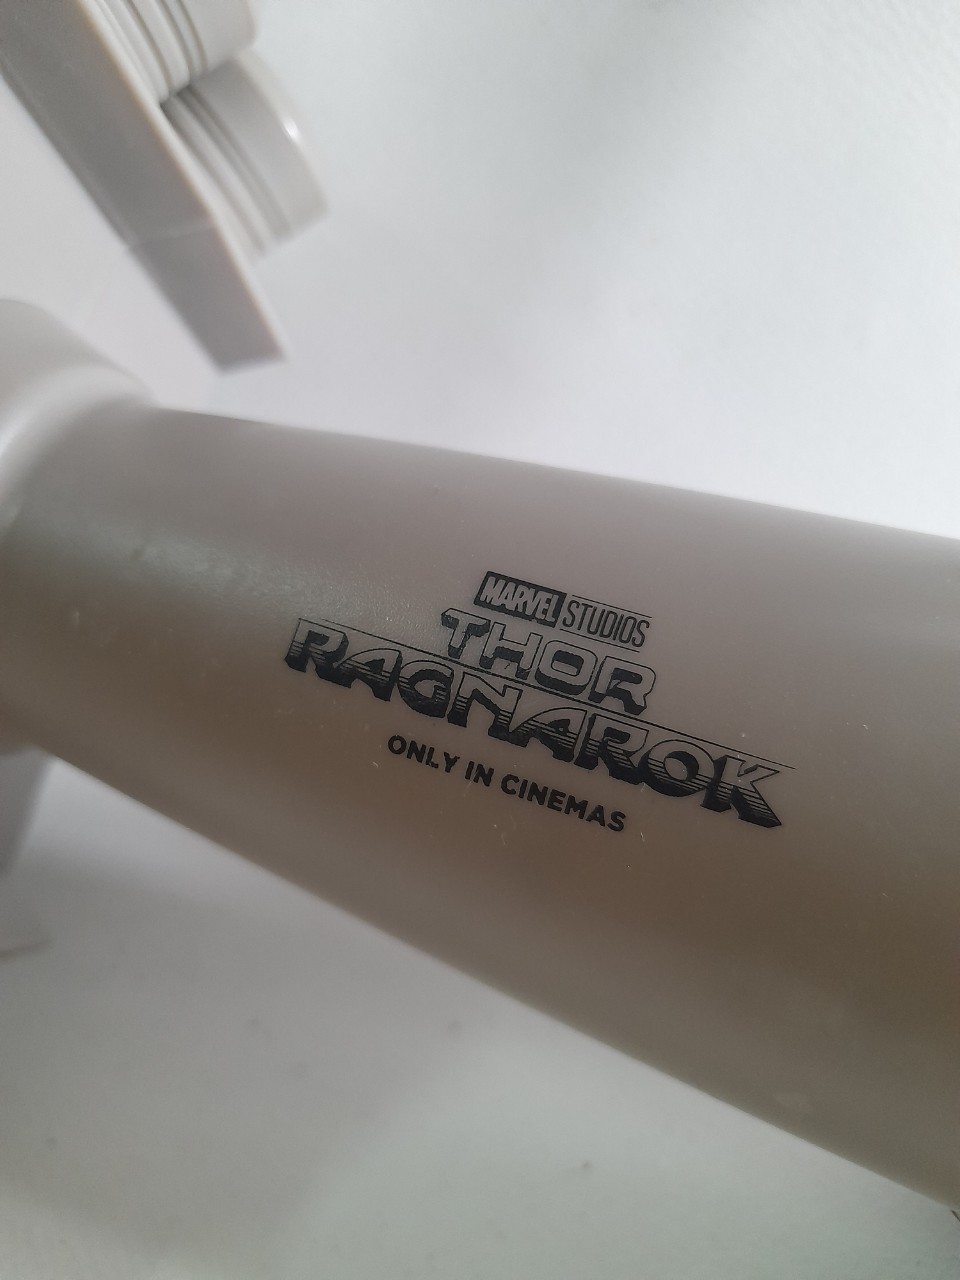 MARVEL STUDIOS
THOR
RAGNAROK
ONLY IN CINEMAS